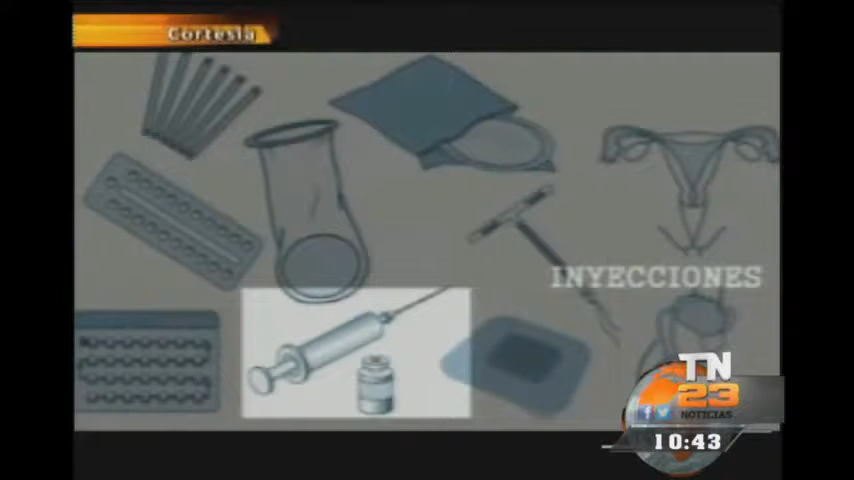 Cortesía
INYECCIONES
TN
23
NOTICIAS
10:43